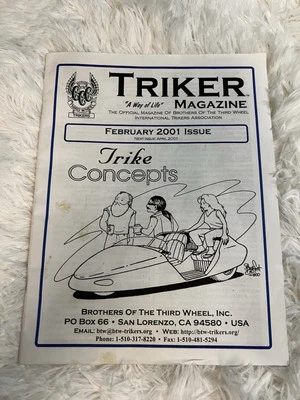 TRIKER
"A Way of Life" MAGAZINE
TRIKERS
THE OFFICIAL MAGAZINE OF BROTHERS OF THE THIRD WHEEL
INTERNATIONAL TRIKERS ASSOCIATION
FEBRUARY 2001 ISSUE
NEXT ISSUE: APRIL 2001
Trike
Concepts
BROTHERS OF THE THIRD WHEEL, INC.
PO BOX 66 • SAN LORENZO, CA 94580 • USA
EMAIL: btw@btw-trikers.org • WEB: http://btw-trikers.org/
Phone: 1-510-317-8220 • Fax: 1-510-481-5294